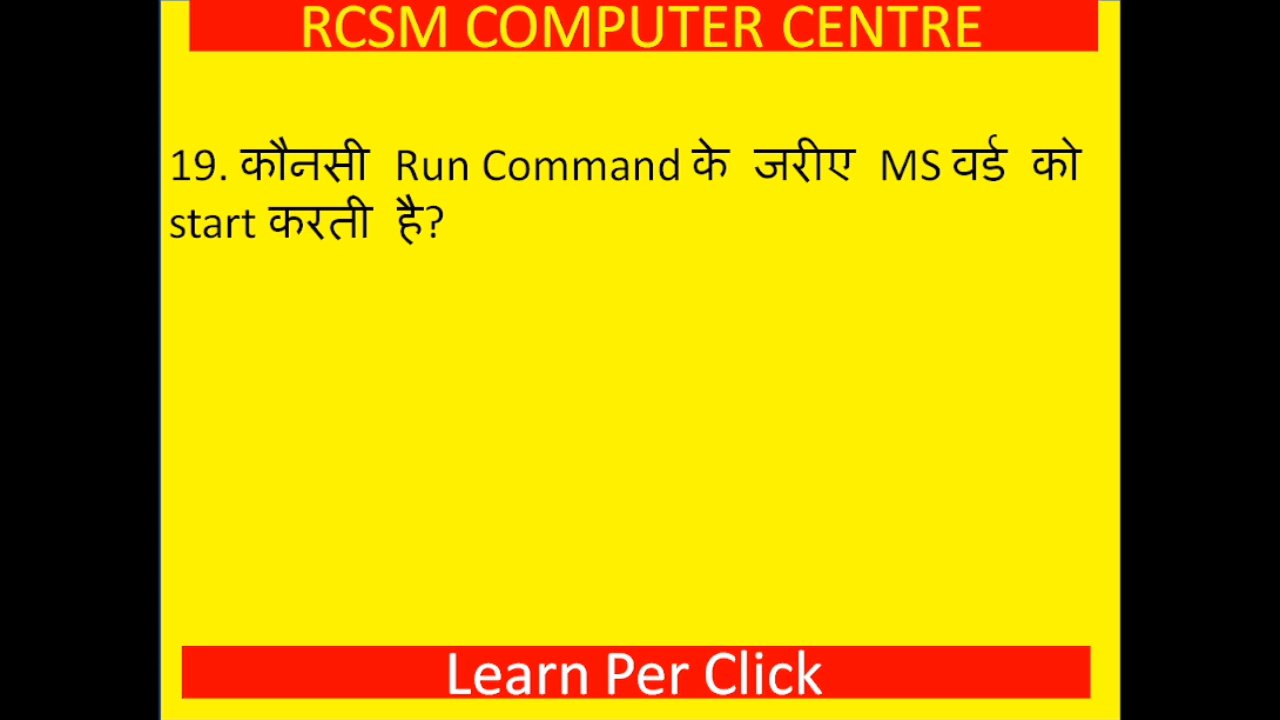 RCSM COMPUTER CENTRE
19. कौनसी Run Command के जरीए MS वर्ड को
start करती है?
Learn Per Click